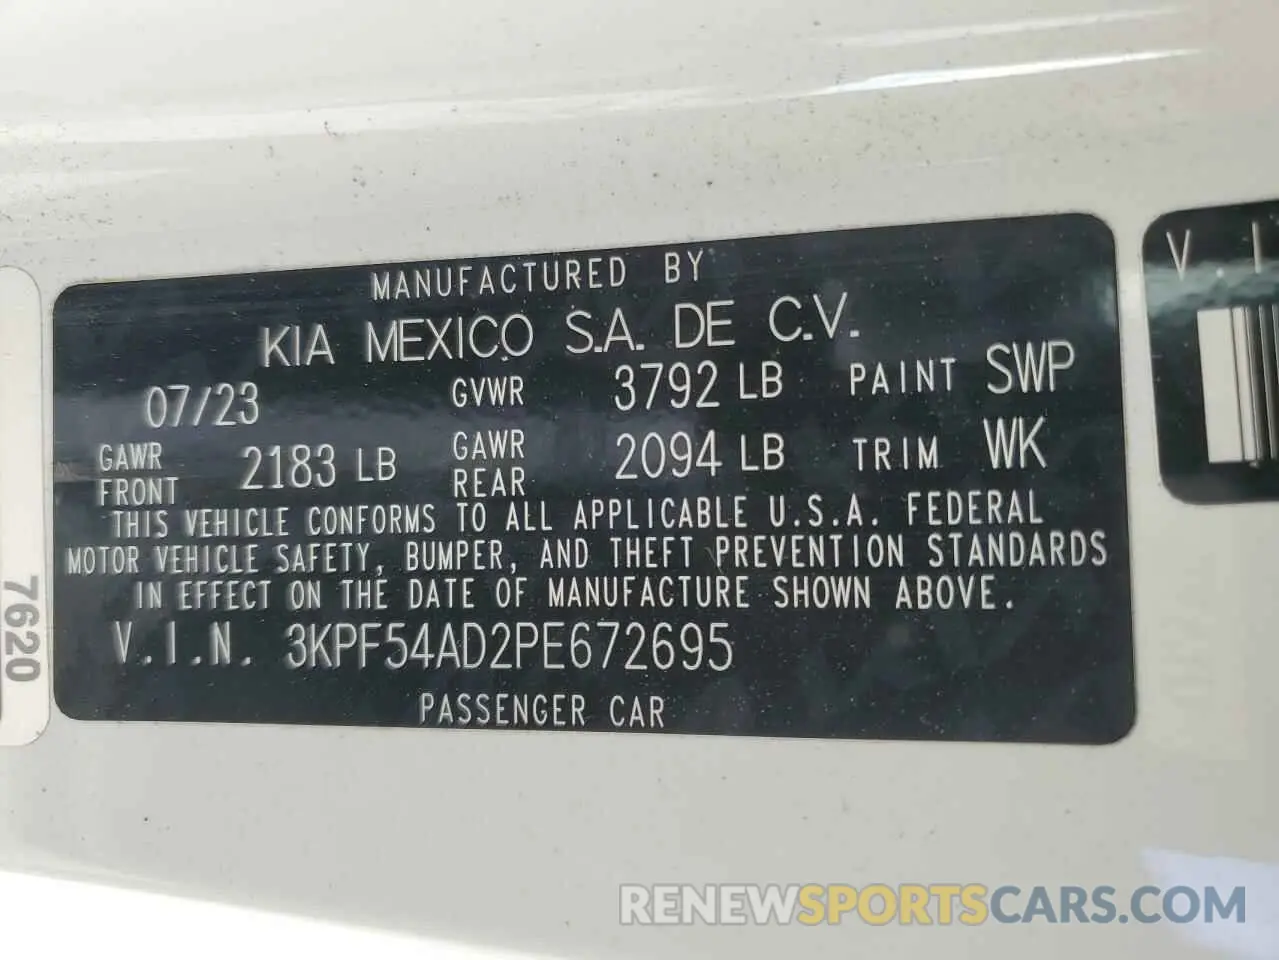 MANUFACTURED BY
KIA MEXICO S.A. DE C.V.
07/23 GVWR 3792 LB PAINT SWP
GAWR FRONT 2183 LB GAWR REAR 2094 LB TRIM WK
THIS VEHICLE CONFORMS TO ALL APPLICABLE U.S.A. FEDERAL
MOTOR VEHICLE SAFETY, BUMPER, AND THEFT PREVENTION STANDARDS
IN EFFECT ON THE DATE OF MANUFACTURE SHOWN ABOVE.
V.I.N. 3KPF54AD2PE672695
PASSENGER CAR
7620
V.I
RENEWSPORTSCARS.COM